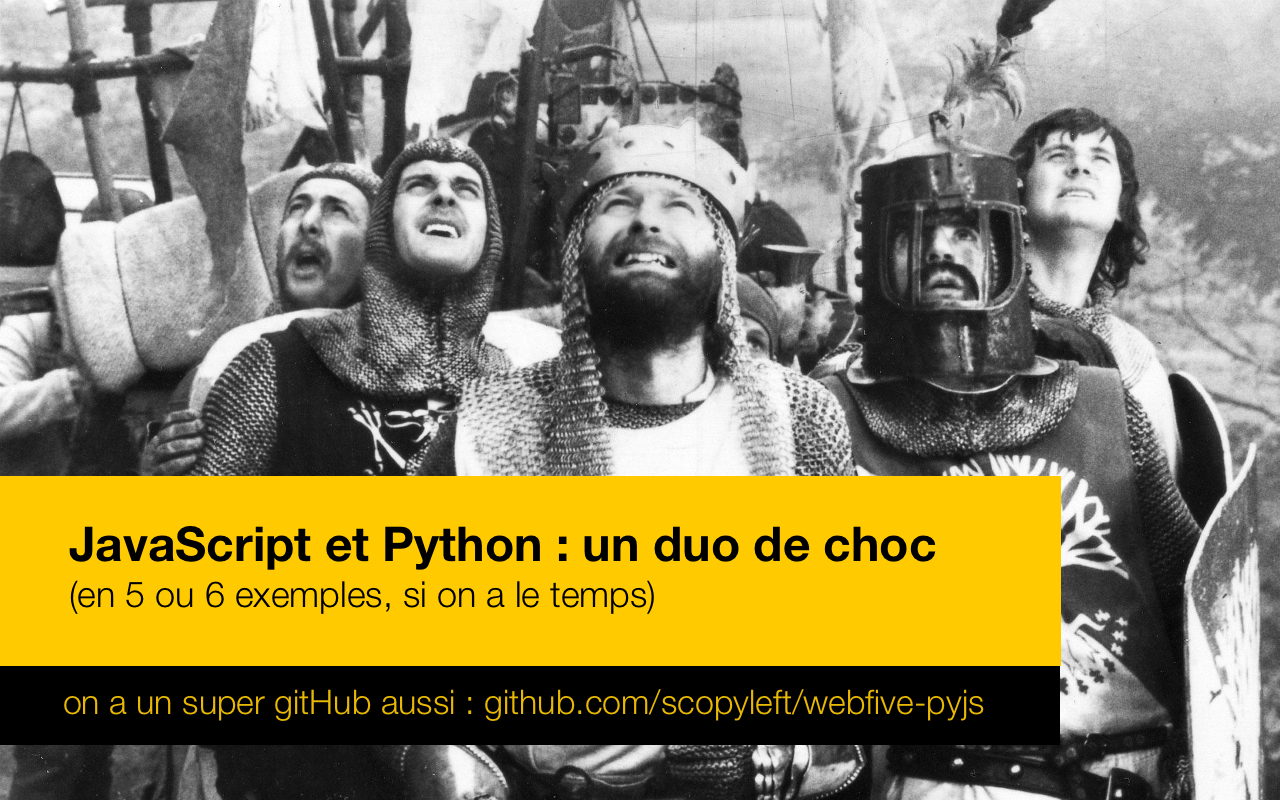 JavaScript et Python : un duo de choc
(en 5 ou 6 exemples, si on a le temps)
on a un super gitHub aussi : github.com/scopyleft/webfive-pyjs